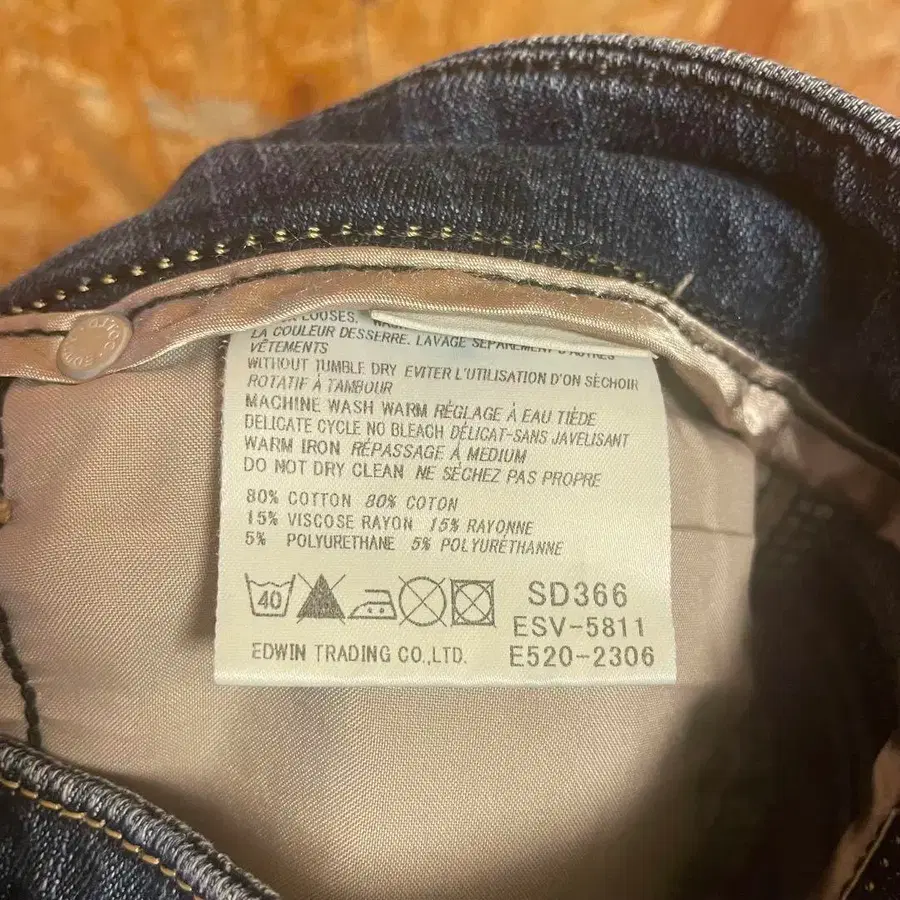 LOUSES,
LA COULEUR DESSERRE. LAVAGE SÉPARÉMENT D'AUTRES
VÊTEMENTS
WITHOUT TUMBLE DRY ÉVITER L'UTILISATION D'ON SÈCHOIR
ROTATIF À TAMBOUR
MACHINE WASH WARM RÉGLAGE À EAU TIÈDE
DELICATE CYCLE NO BLEACH DÉLICAT-SANS JAVELISANT
WARM IRON RÉPASSAGE À MEDIUM
DO NOT DRY CLEAN NE SÉCHEZ PAS PROPRE
80% COTTON 80% COTON
15% VISCOSE RAYON 15% RAYONNE
5% POLYURETHANE 5% POLYURÉTHANNE
40
SD366
ESV-5811
EDWIN TRADING CO.,LTD. E520-2306